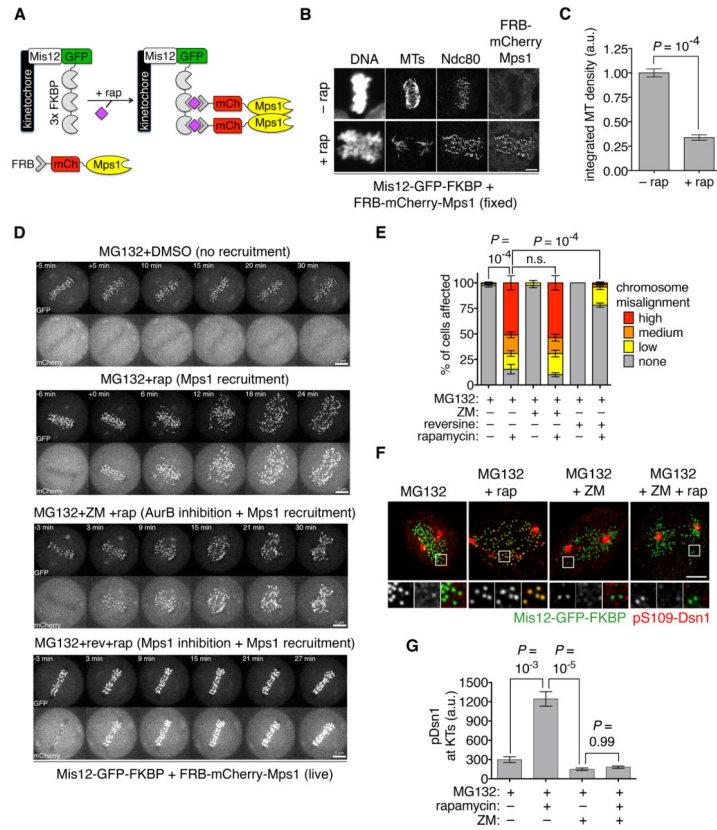 A
Mis12 GFP
kinetochore
3x FKBP
+ rap
Mis12 GFP
kinetochore
mCh Mps1
mCh Mps1
FRB mCh Mps1
B
DNA MTs Ndc80 FRB-mCherry Mps1
– rap
+ rap
Mis12-GFP-FKBP +
FRB-mCherry-Mps1 (fixed)
C
integrated MT density (a.u.)
P = 10-4
1.25
1.00
0.75
0.50
0.25
0.00
– rap + rap
D
MG132+DMSO (no recruitment)
-5 min +5 min 10 min 15 min 20 min 30 min
GFP
mCherry
MG132+rap (Mps1 recruitment)
-6 min +0 min 6 min 12 min 18 min 24 min
GFP
mCherry
MG132+ZM +rap (AurB inhibition + Mps1 recruitment)
-3 min 3 min 9 min 15 min 21 min 30 min
GFP
mCherry
MG132+rev+rap (Mps1 inhibition + Mps1 recruitment)
-3 min 3 min 9 min 15 min 21 min 27 min
GFP
mCherry
Mis12-GFP-FKBP + FRB-mCherry-Mps1 (live)
E
P = 10-4
P = 10-4
n.s.
% of cells affected
100
75
50
25
0
chromosome
misalignment
high
medium
low
none
MG132: + + + + + +
ZM: – – + + – –
reversine: – – – – + +
rapamycin: – + – + – +
F
MG132
MG132 + rap
MG132 + ZM
MG132 + ZM + rap
Mis12-GFP-FKBP pS109-Dsn1
G
P = 10-3
P = 10-5
P = 0.99
pDsn1
at KTs (a.u.)
1500
1200
900
600
300
0
MG132: + + + +
rapamycin: – + – +
ZM: – – + +